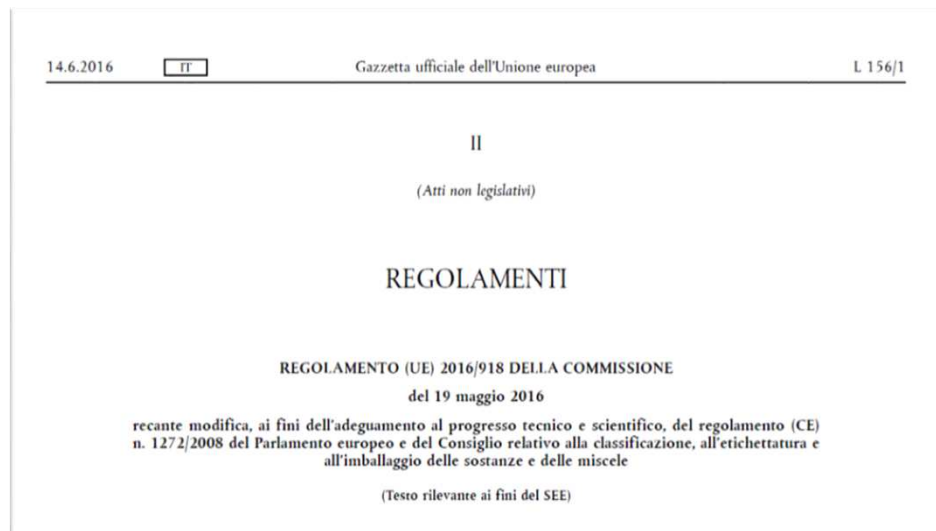 14.6.2016 IT Gazzetta ufficiale dell'Unione europea L 156/1
II
(Atti non legislativi)
REGOLAMENTI
REGOLAMENTO (UE) 2016/918 DELLA COMMISSIONE
del 19 maggio 2016
recante modifica, ai fini dell'adeguamento al progresso tecnico e scientifico, del regolamento (CE)
n. 1272/2008 del Parlamento europeo e del Consiglio relativo alla classificazione, all'etichettatura e
all'imballaggio delle sostanze e delle miscele
(Testo rilevante ai fini del SEE)